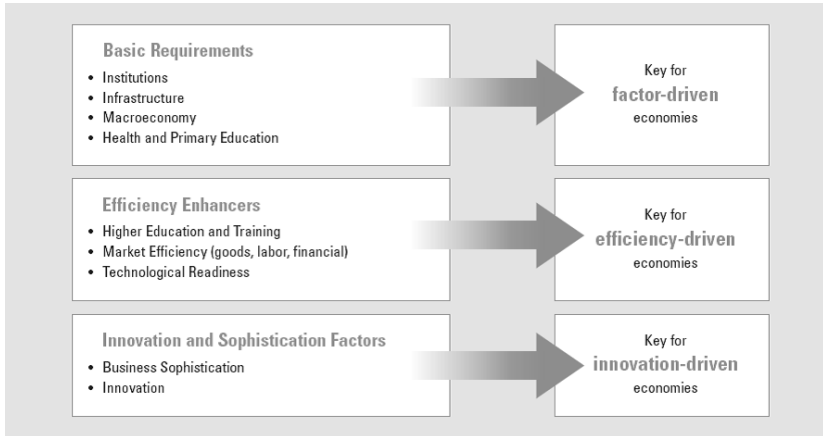 Basic Requirements
• Institutions
• Infrastructure
• Macroeconomy
• Health and Primary Education
Key for
factor-driven
economies
Efficiency Enhancers
• Higher Education and Training
• Market Efficiency (goods, labor, financial)
• Technological Readiness
Key for
efficiency-driven
economies
Innovation and Sophistication Factors
• Business Sophistication
• Innovation
Key for
innovation-driven
economies